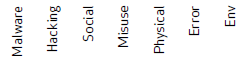 Malware
Hacking
Social
Misuse
Physical
Error
Env